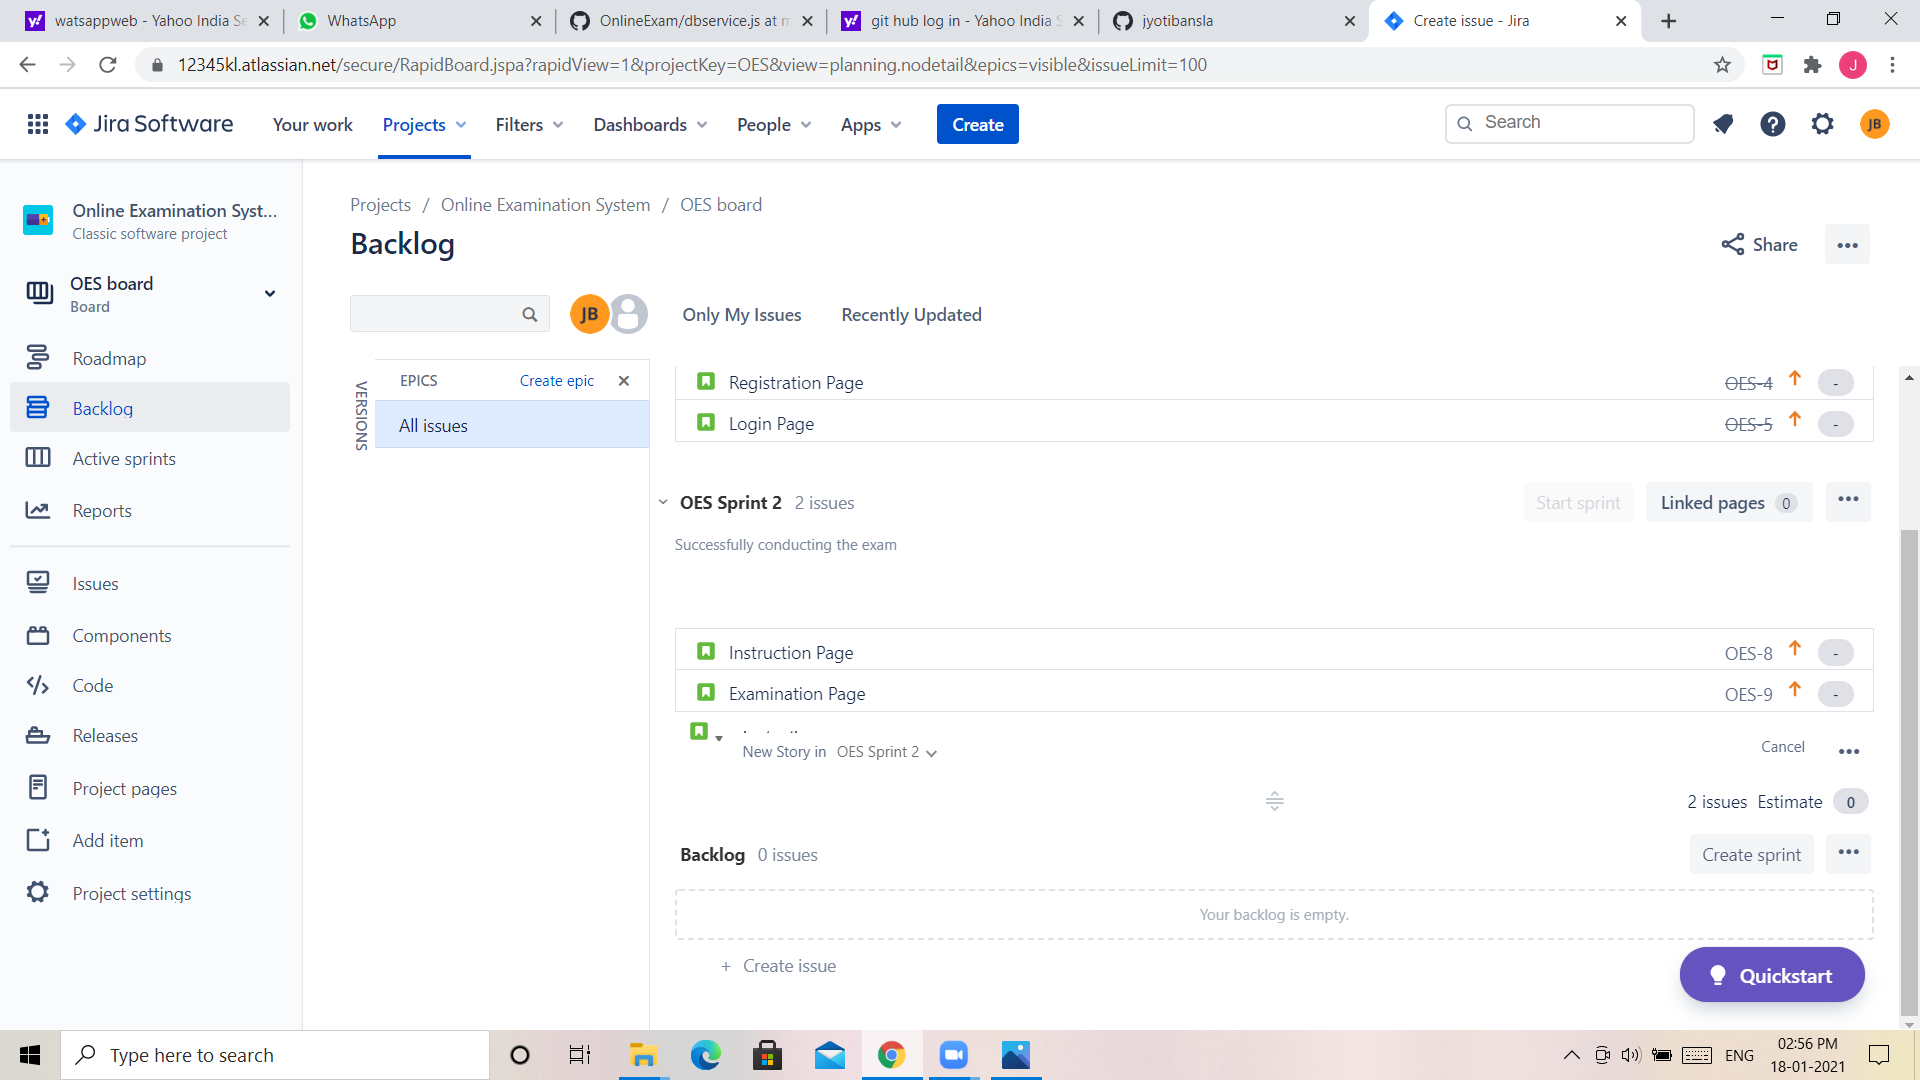 watsappweb - Yahoo India Se
WhatsApp
OnlineExam/dbservice.js at m
git hub log in - Yahoo India S
jyotibansla
Create issue - Jira
12345kl.atlassian.net/secure/RapidBoard.jspa?rapidView=1&projectKey=OES&view=planning.nodetail&epics=visible&issueLimit=100
J
Jira Software
Your work
Projects
Filters
Dashboards
People
Apps
Create
Search
JB
Online Examination Syst...
Classic software project
OES board
Board
Roadmap
Backlog
Active sprints
Reports
Issues
Components
Code
Releases
Project pages
Add item
Project settings
Projects / Online Examination System / OES board
Backlog
Share
JB
Only My Issues
Recently Updated
VERSIONS
EPICS
Create epic
All issues
Registration Page
OES-4
-
Login Page
OES-5
-
OES Sprint 2
2 issues
Start sprint
Linked pages 0
Successfully conducting the exam
Instruction Page
OES-8
-
Examination Page
OES-9
-
New Story in OES Sprint 2
Cancel
2 issues Estimate 0
Backlog
0 issues
Create sprint
Your backlog is empty.
+ Create issue
Quickstart
Type here to search
ENG
02:56 PM
18-01-2021